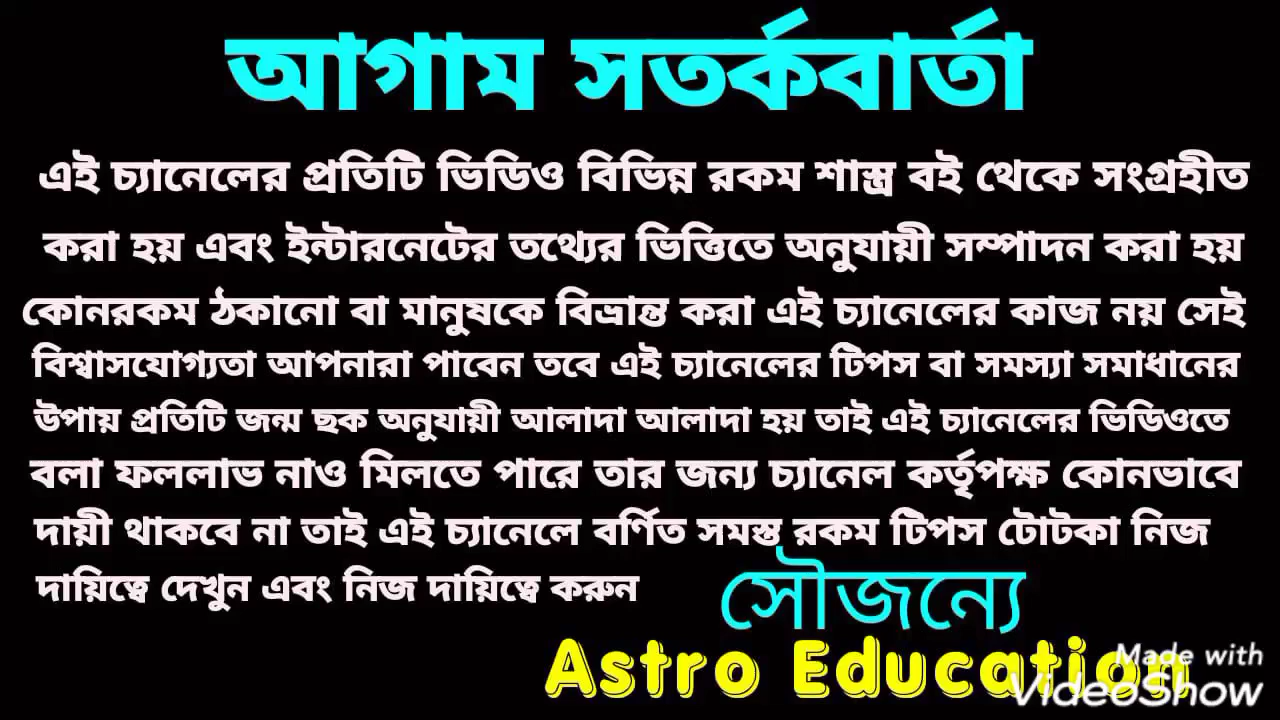 আগাম সতর্কবার্তা
এই চ্যানেলের প্রতিটি ভিডিও বিভিন্ন রকম শাস্ত্র বই থেকে সংগ্রহীত
করা হয় এবং ইন্টারনেটের তথ্যের ভিত্তিতে অনুযায়ী সম্পাদন করা হয়
কোনরকম ঠকানো বা মানুষকে বিভ্রান্ত করা এই চ্যানেলের কাজ নয় সেই
বিশ্বাসযোগ্যতা আপনারা পাবেন তবে এই চ্যানেলের টিপস বা সমস্যা সমাধানের
উপায় প্রতিটি জন্ম ছক অনুযায়ী আলাদা আলাদা হয় তাই এই চ্যানেলের ভিডিওতে
বলা ফললাভ নাও মিলতে পারে তার জন্য চ্যানেল কর্তৃপক্ষ কোনভাবে
দায়ী থাকবে না তাই এই চ্যানেলে বর্ণিত সমস্ত রকম টিপস টোটকা নিজ
দায়িত্বে দেখুন এবং নিজ দায়িত্বে করুন
সৌজন্যে
Astro Education
Made with
VideoShow